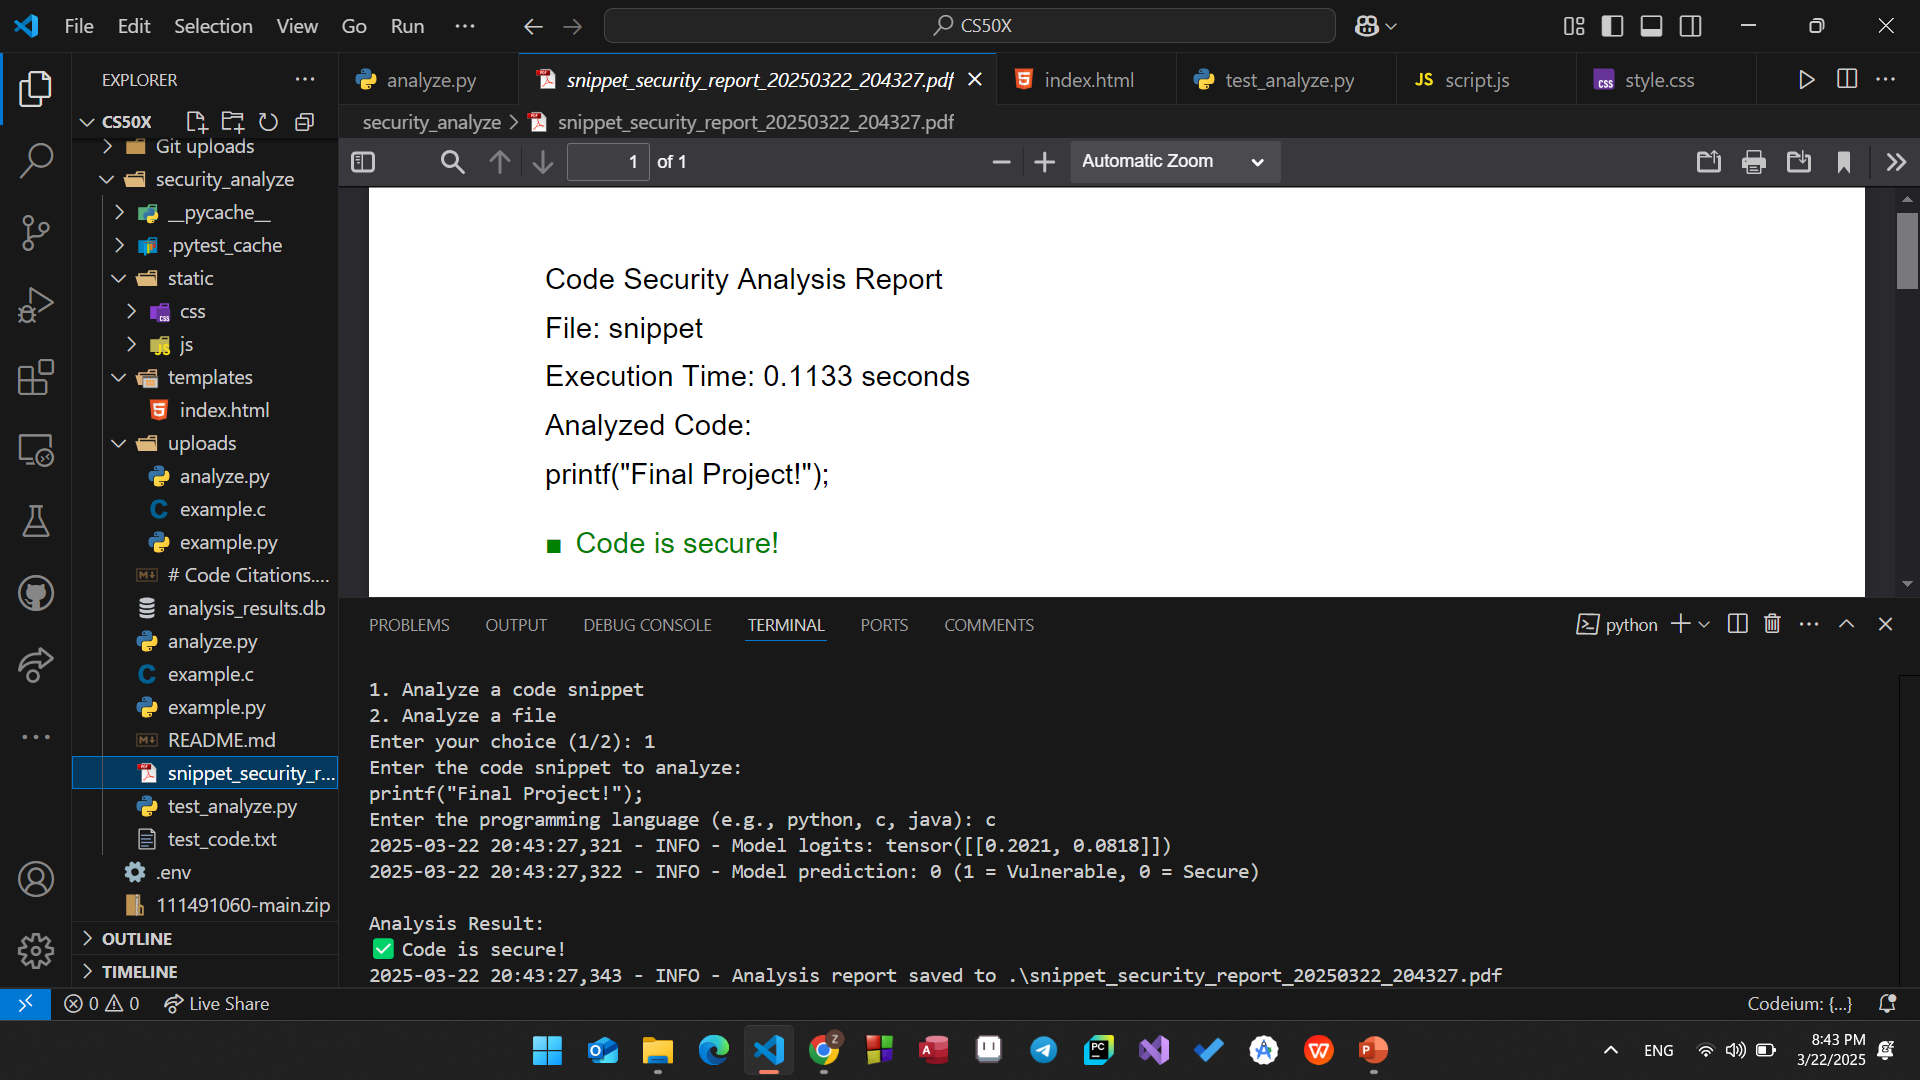 File Edit Selection View Go Run ...
CS50X
EXPLORER
CS50X
Git uploads
security_analyze
__pycache__
.pytest_cache
static
css
js
templates
index.html
uploads
analyze.py
example.c
example.py
# Code Citations....
analysis_results.db
analyze.py
example.c
example.py
README.md
snippet_security_r...
test_analyze.py
test_code.txt
.env
111491060-main.zip
OUTLINE
TIMELINE
analyze.py
snippet_security_report_20250322_204327.pdf
index.html
test_analyze.py
JS script.js
style.css
security_analyze > snippet_security_report_20250322_204327.pdf
1 of 1
Automatic Zoom
Code Security Analysis Report
File: snippet
Execution Time: 0.1133 seconds
Analyzed Code:
printf("Final Project!");
■ Code is secure!
PROBLEMS OUTPUT DEBUG CONSOLE TERMINAL PORTS COMMENTS
python
1. Analyze a code snippet
2. Analyze a file
Enter your choice (1/2): 1
Enter the code snippet to analyze:
printf("Final Project!");
Enter the programming language (e.g., python, c, java): c
2025-03-22 20:43:27,321 - INFO - Model logits: tensor([[0.2021, 0.0818]])
2025-03-22 20:43:27,322 - INFO - Model prediction: 0 (1 = Vulnerable, 0 = Secure)
Analysis Result:
✅ Code is secure!
2025-03-22 20:43:27,343 - INFO - Analysis report saved to .\snippet_security_report_20250322_204327.pdf
0 0 Live Share
Codeium: {...}
ENG
8:43 PM
3/22/2025